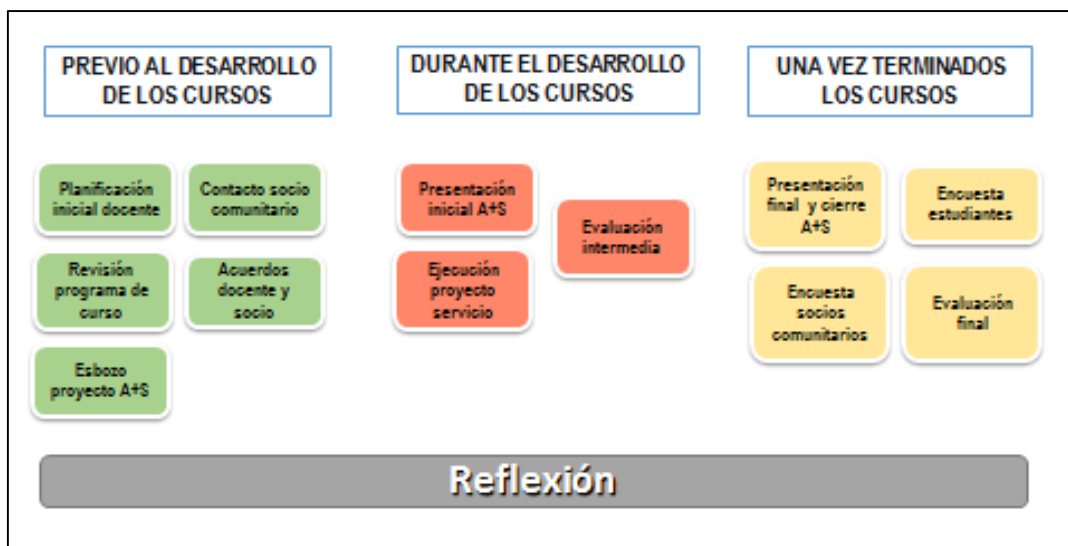 PREVIO AL DESARROLLO
DE LOS CURSOS
Planificación
inicial docente
Contacto socio
comunitario
Revisión
programa de
curso
Acuerdos
docente y
socio
Esbozo
proyecto A+S
DURANTE EL DESARROLLO
DE LOS CURSOS
Presentación
inicial A+S
Evaluación
intermedia
Ejecución
proyecto
servicio
UNA VEZ TERMINADOS
LOS CURSOS
Presentación
final y cierre
A+S
Encuesta
estudiantes
Encuesta
socios
comunitarios
Evaluación
final
Reflexión